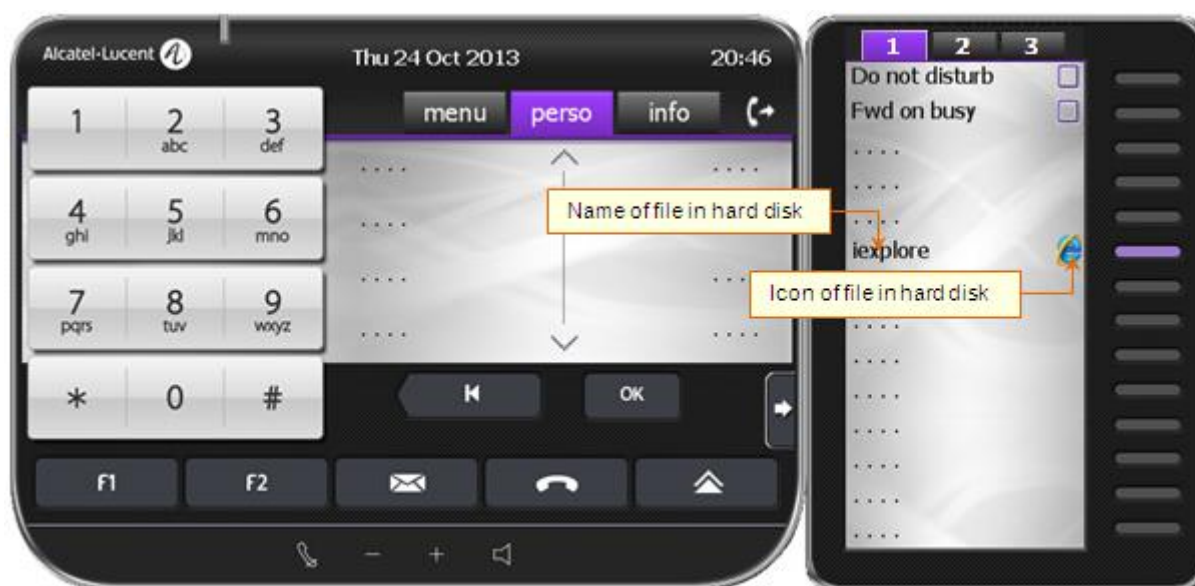 Alcatel-Lucent
Thu 24 Oct 2013
20:46
menu
perso
info
1
2
abc
3
def
4
ghi
5
jkl
6
mno
7
pqrs
8
tuv
9
wxyz
*
0
#
. . . .
. . . .
. . . .
. . . .
. . . .
. . . .
. . . .
. . . .
OK
F1
F2
−
+
1
2
3
Do not disturb
Fwd on busy
. . . .
. . . .
. . . .
Name of file in hard disk
iexplore
Icon of file in hard disk
. . . .
. . . .
. . . .
. . . .
. . . .
. . . .
. . . .